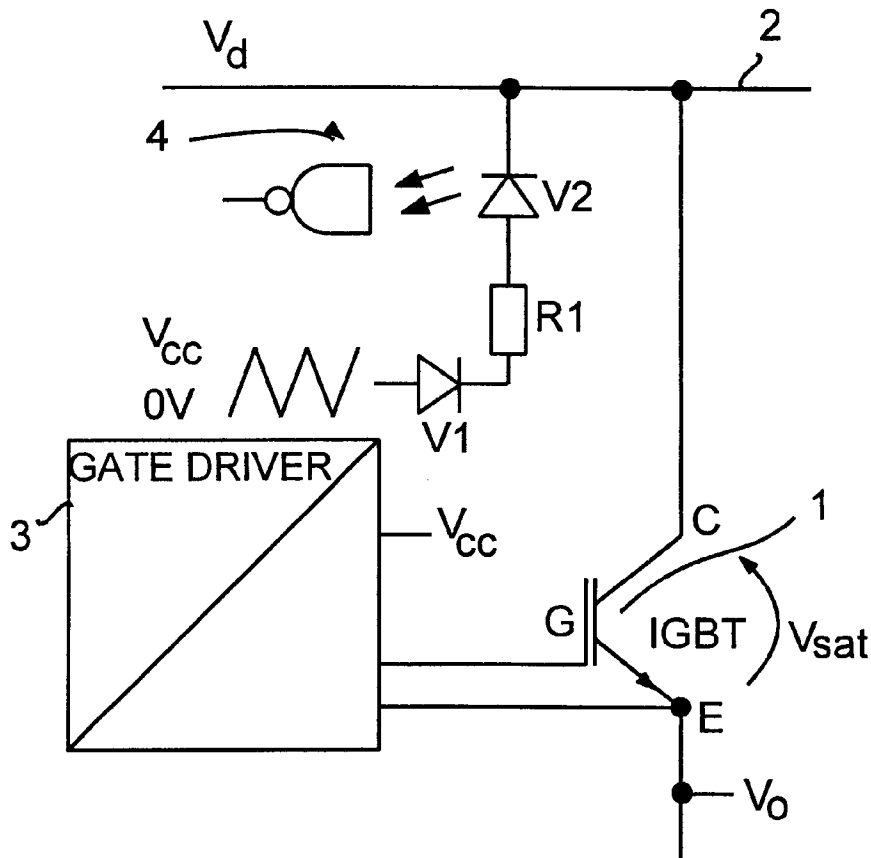 2
V_d
4
V2
R1
V_cc
0V
V1
GATE DRIVER
3
V_cc
C
1
G
IGBT
V_sat
E
V_o